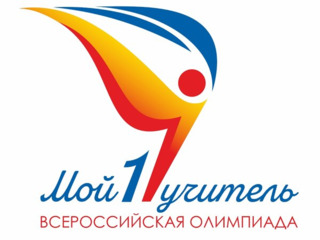 Мой 1 учитель
ВСЕРОССИЙСКАЯ ОЛИМПИАДА